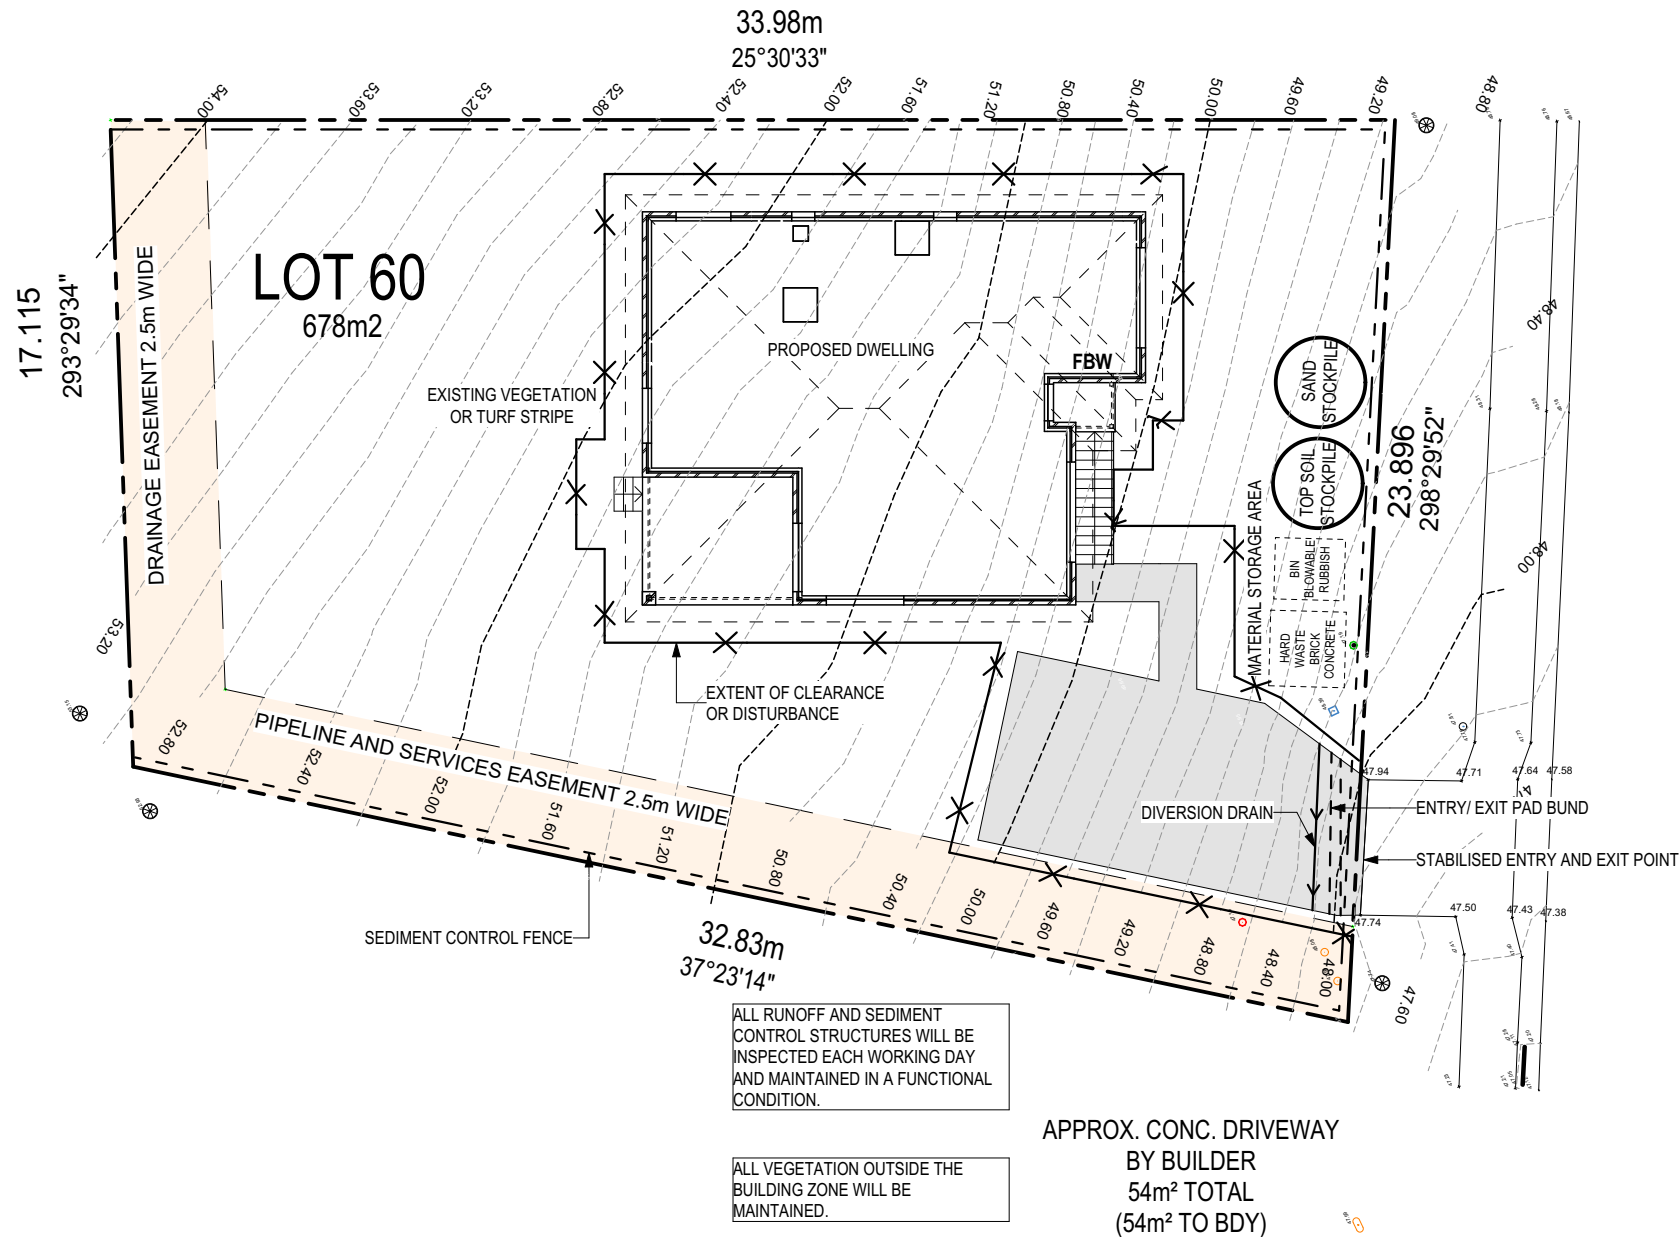 33.98m
25°30'33"
54.00
53.60
53.20
52.80
52.40
52.00
51.60
51.20
50.80
50.40
50.00
49.60
49.20
48.80
LOT 60
678m2
17.115
293°29'34"
DRAINAGE EASEMENT 2.5m WIDE
EXISTING VEGETATION
OR TURF STRIPE
PROPOSED DWELLING
FBW
SAND
STOCKPILE
TOP SOIL
STOCKPILE
48.40
23.896
298°29'52"
MATERIAL STORAGE AREA
BIN
BLOWABLE
RUBBISH
HARD
WASTE
BRICK
CONCRETE
48.00
53.20
EXTENT OF CLEARANCE
OR DISTURBANCE
PIPELINE AND SERVICES EASEMENT 2.5m WIDE
52.80
52.40
52.00
51.60
51.20
50.80
50.40
50.00
49.60
49.20
48.80
48.40
48.00
47.94
47.71
47.64
47.58
DIVERSION DRAIN
ENTRY/ EXIT PAD BUND
STABILISED ENTRY AND EXIT POINT
47.74
47.50
47.43
47.38
47.60
SEDIMENT CONTROL FENCE
32.83m
37°23'14"
ALL RUNOFF AND SEDIMENT
CONTROL STRUCTURES WILL BE
INSPECTED EACH WORKING DAY
AND MAINTAINED IN A FUNCTIONAL
CONDITION.
ALL VEGETATION OUTSIDE THE
BUILDING ZONE WILL BE
MAINTAINED.
APPROX. CONC. DRIVEWAY
BY BUILDER
54m² TOTAL
(54m² TO BDY)